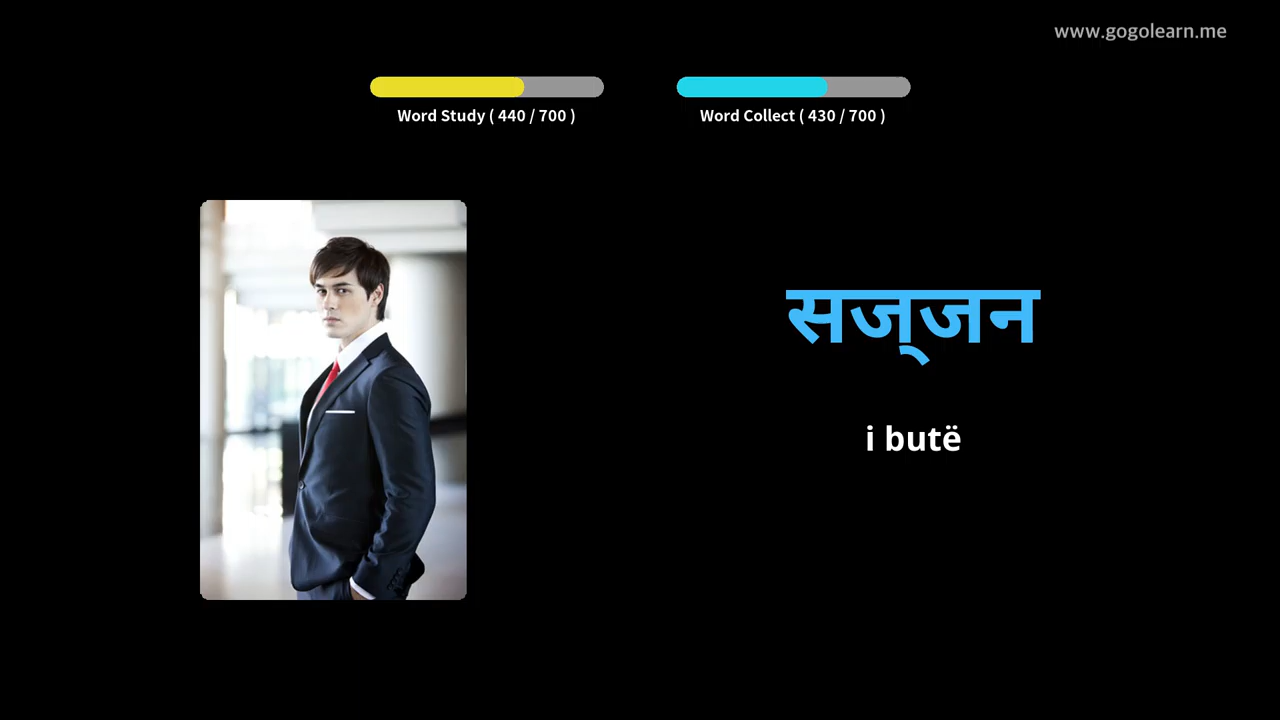 www.gogolearn.me
Word Study ( 440 / 700 )
Word Collect ( 430 / 700 )
सज्‌जन
i butë